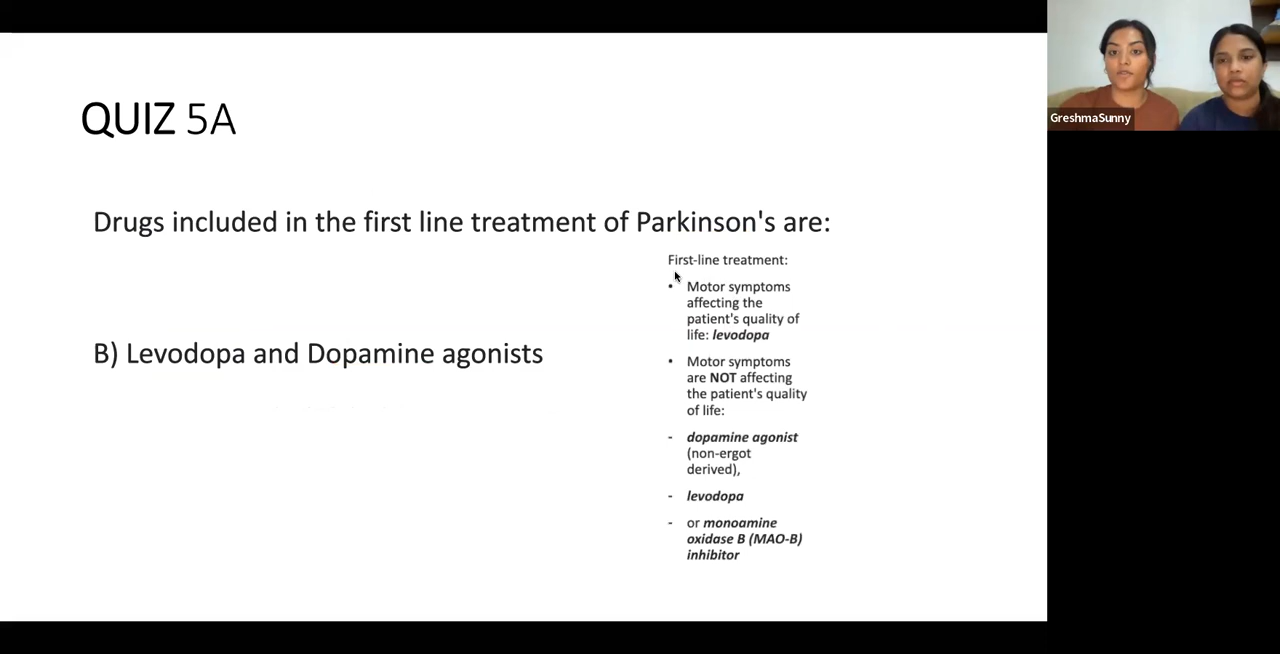 QUIZ 5A
Drugs included in the first line treatment of Parkinson's are:
B) Levodopa and Dopamine agonists
First-line treatment:
• Motor symptoms
affecting the
patient's quality of
life: levodopa
• Motor symptoms
are NOT affecting
the patient's quality
of life:
- dopamine agonist
(non-ergot
derived),
- levodopa
- or monoamine
oxidase B (MAO-B)
inhibitor
GreshmaSunny